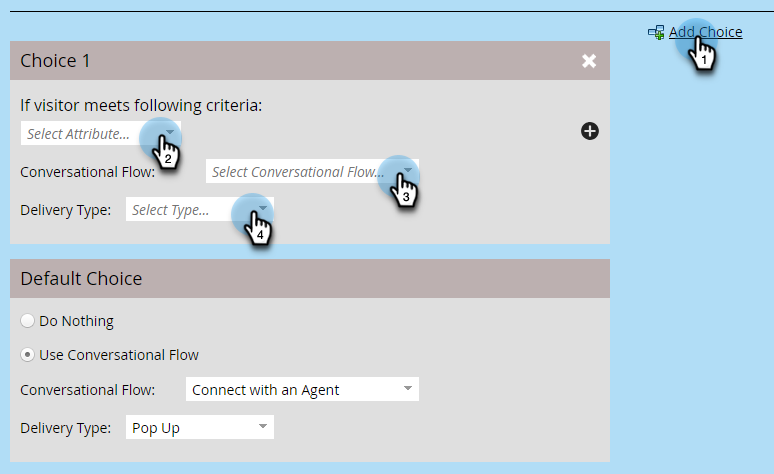 Add Choice
1
Choice 1
If visitor meets following criteria:
Select Attribute...
2
Conversational Flow: Select Conversational Flow...
3
Delivery Type: Select Type...
4
Default Choice
Do Nothing
Use Conversational Flow
Conversational Flow: Connect with an Agent
Delivery Type: Pop Up